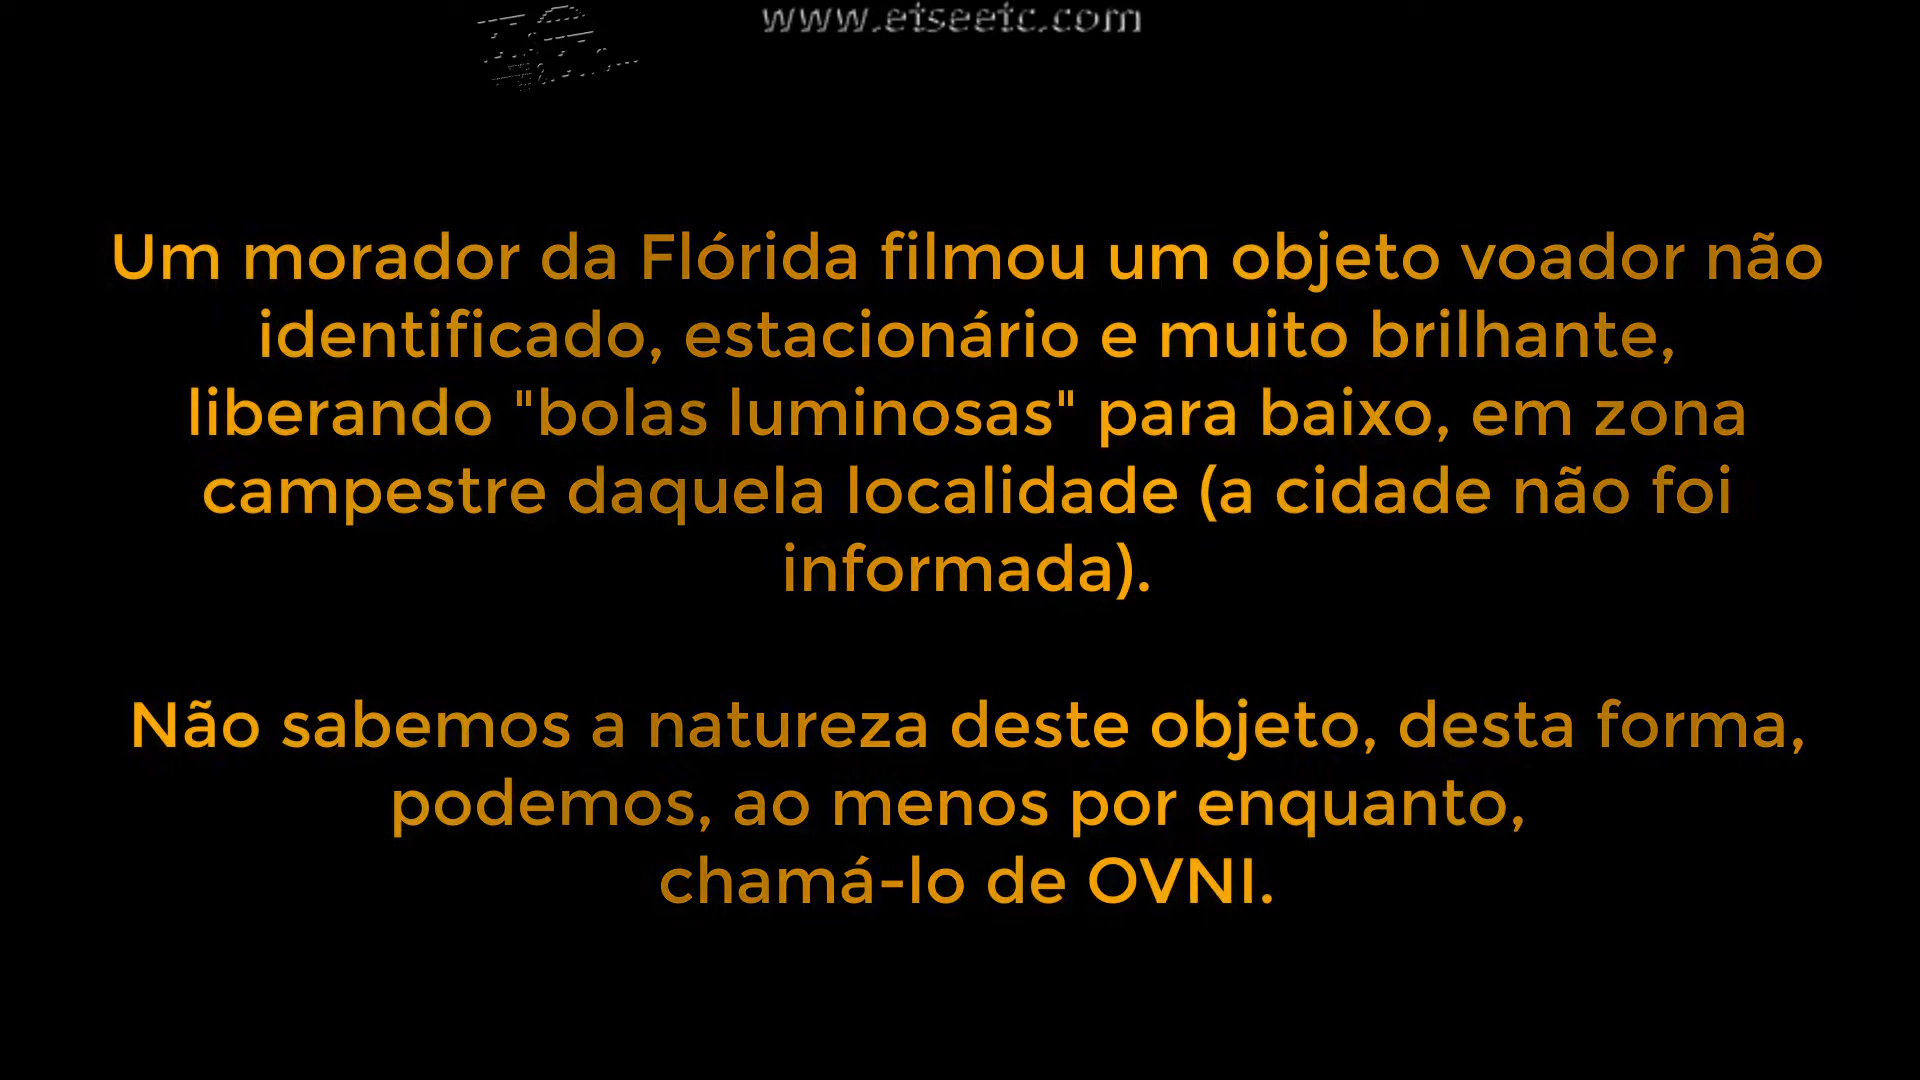 www.etseetc.com
Um morador da Flórida filmou um objeto voador não
identificado, estacionário e muito brilhante,
liberando "bolas luminosas" para baixo, em zona
campestre daquela localidade (a cidade não foi
informada).
Não sabemos a natureza deste objeto, desta forma,
podemos, ao menos por enquanto,
chamá-lo de OVNI.